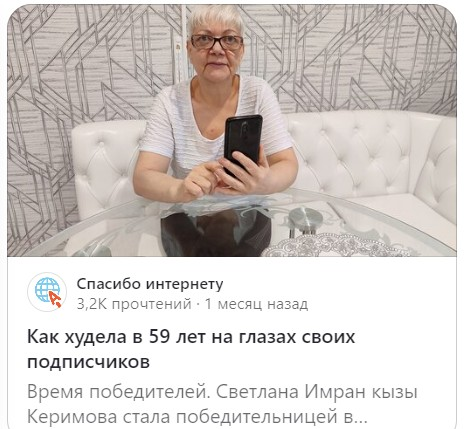 Спасибо интернету
3,2К прочтений · 1 месяц назад
Как худела в 59 лет на глазах своих
подписчиков
Время победителей. Светлана Имран кызы
Керимова стала победительницей в...